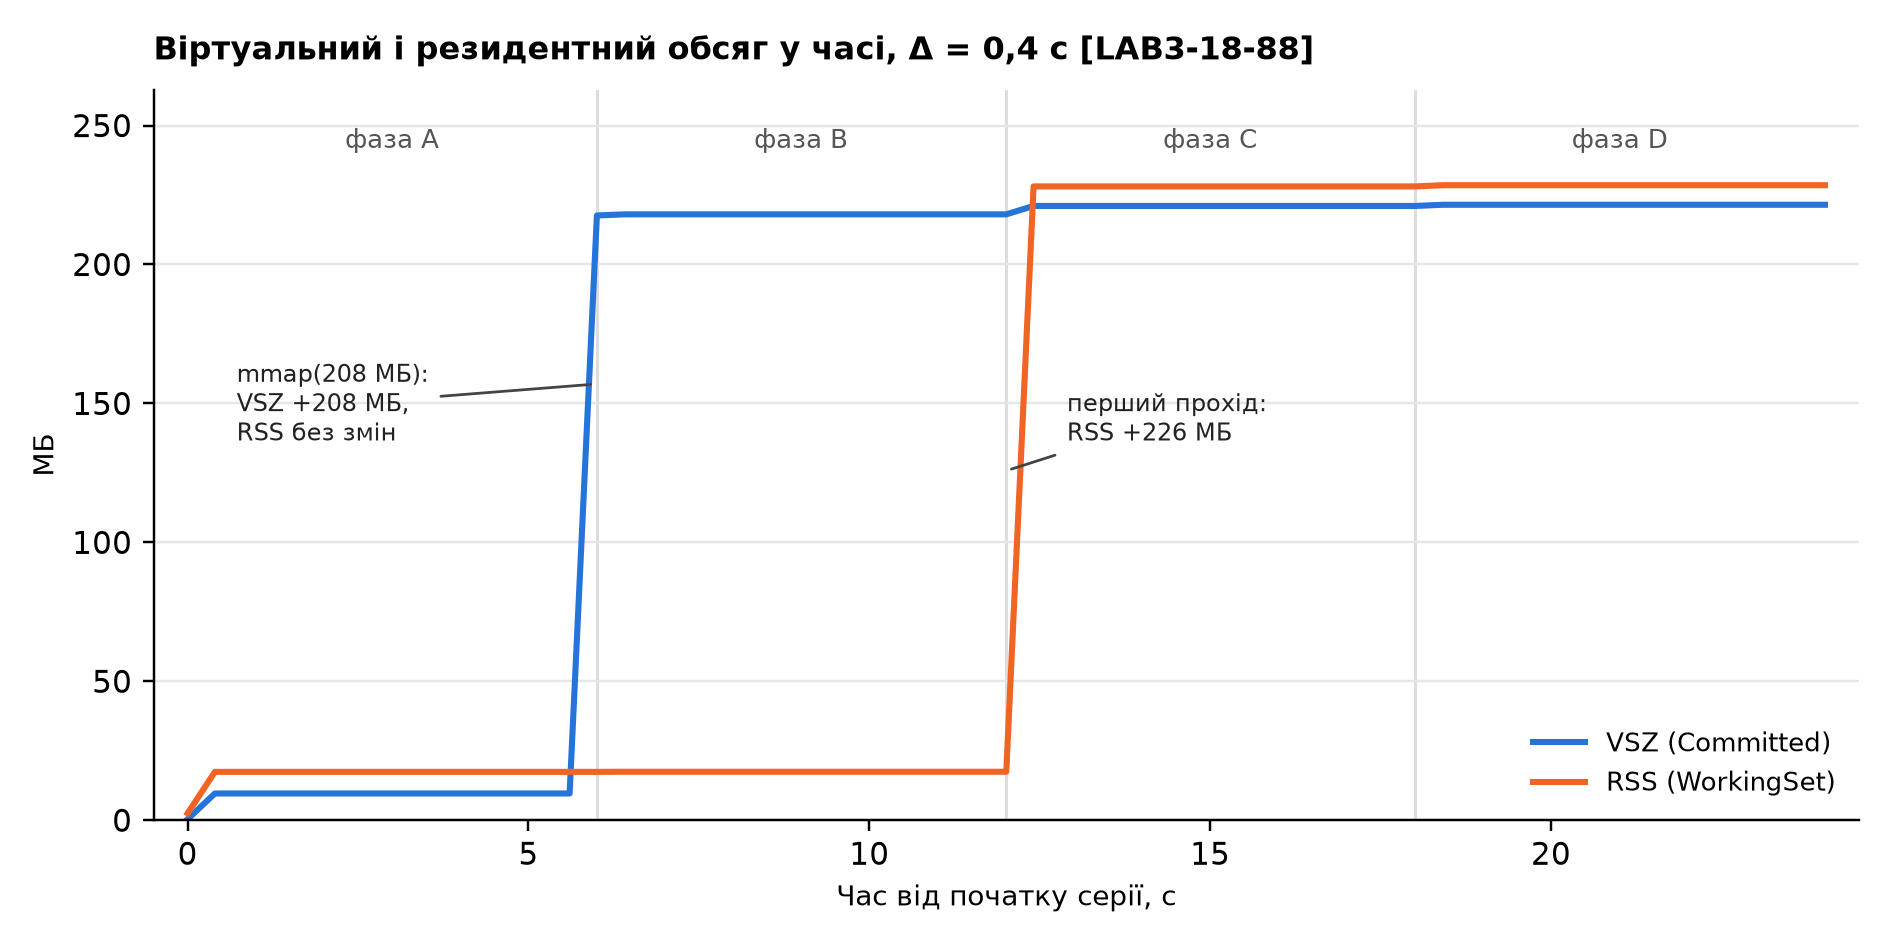 Віртуальний і резидентний обсяг у часі, Δ = 0,4 с [LAB3-18-88]
250
200
150
100
50
0
МБ
фаза A
фаза B
фаза C
фаза D
mmap(208 МБ):
VSZ +208 МБ,
RSS без змін
перший прохід:
RSS +226 МБ
VSZ (Committed)
RSS (WorkingSet)
0
5
10
15
20
Час від початку серії, с